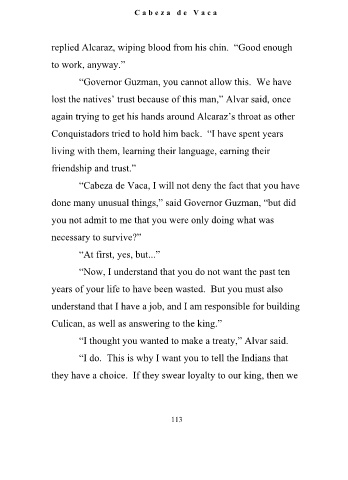 Cabeza de Vaca
replied Alcaraz, wiping blood from his chin.  “Good enough
to work, anyway.”
“Governor Guzman, you cannot allow this.  We have
lost the natives’ trust because of this man,” Alvar said, once
again trying to get his hands around Alcaraz’s throat as other
Conquistadors tried to hold him back.  “I have spent years
living with them, learning their language, earning their
friendship and trust.”
“Cabeza de Vaca, I will not deny the fact that you have
done many unusual things,” said Governor Guzman, “but did
you not admit to me that you were only doing what was
necessary to survive?”
“At first, yes, but...”
“Now, I understand that you do not want the past ten
years of your life to have been wasted.  But you must also
understand that I have a job, and I am responsible for building
Culican, as well as answering to the king.”
“I thought you wanted to make a treaty,” Alvar said.
“I do.  This is why I want you to tell the Indians that
they have a choice.  If they swear loyalty to our king, then we
113